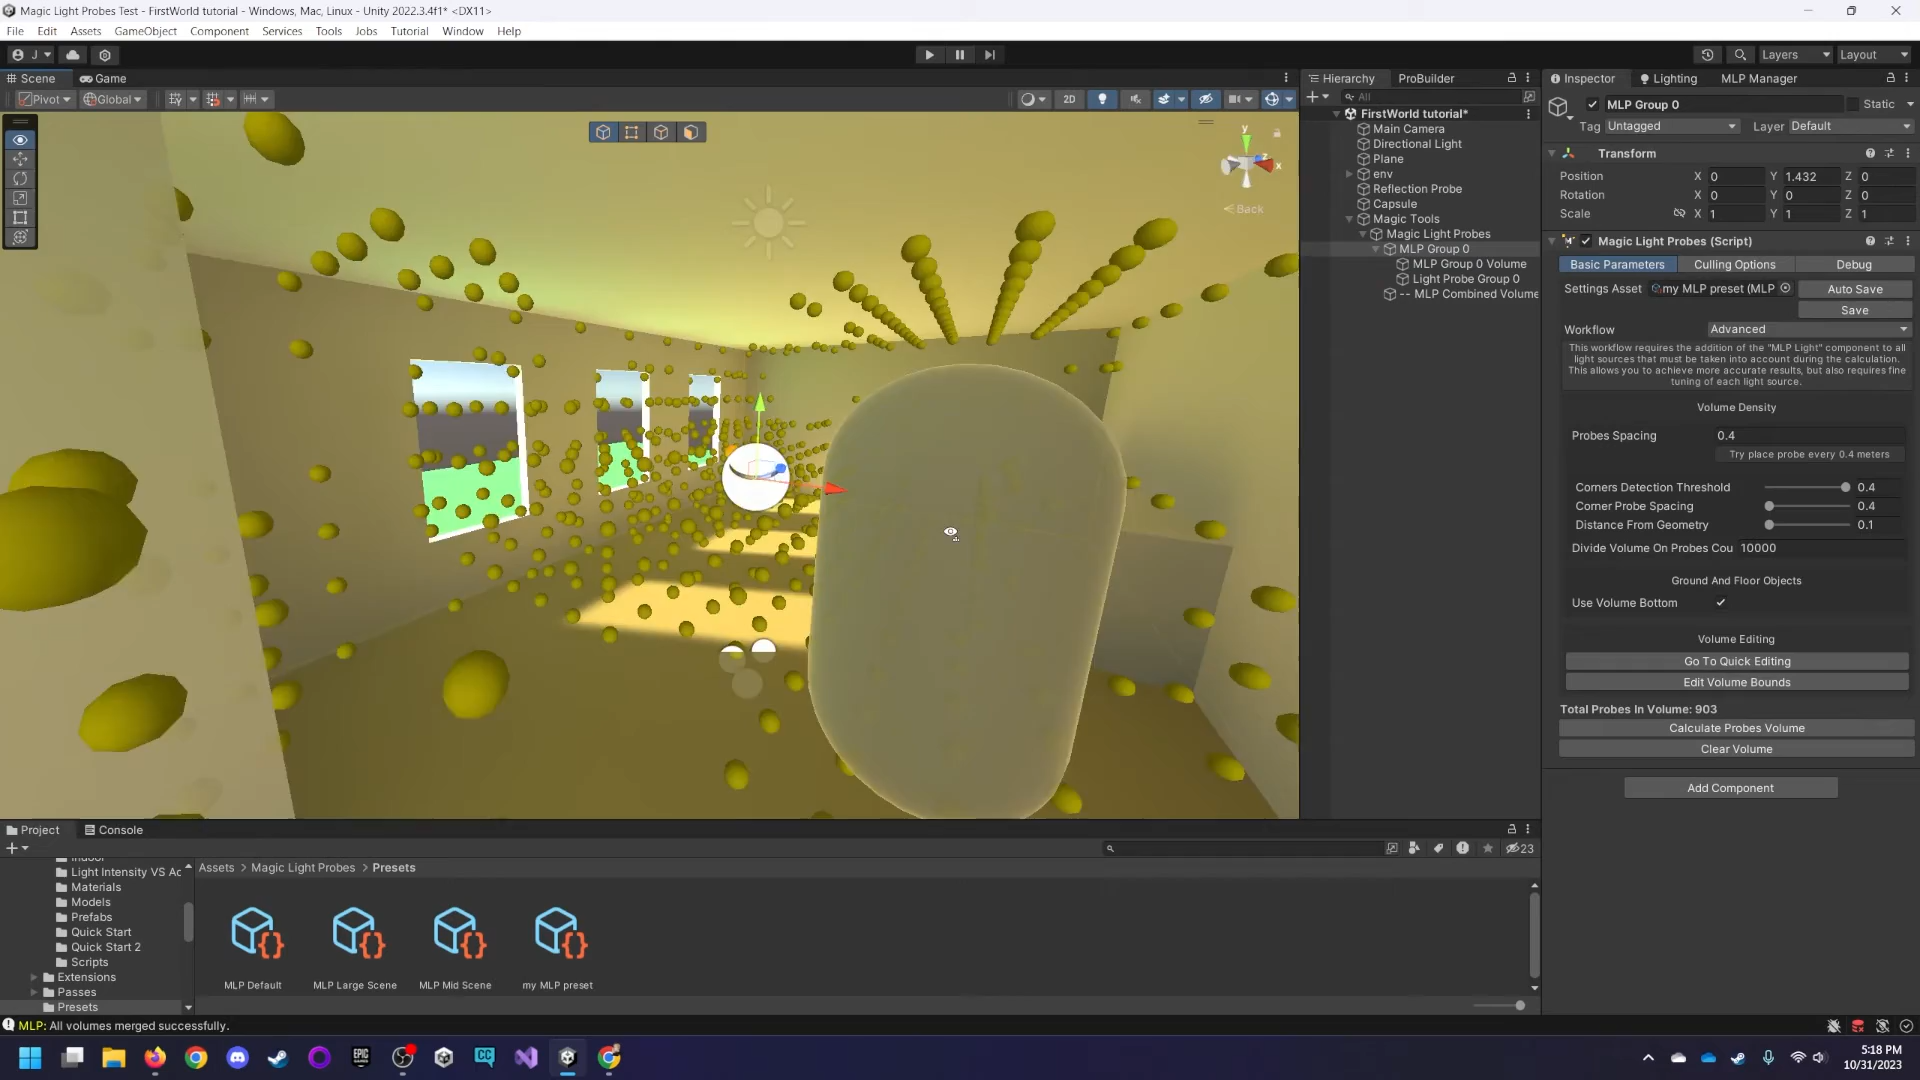 Magic Light Probes Test - FirstWorld tutorial - Windows, Mac, Linux - Unity 2022.3.4f1* <DX11>
File Edit Assets GameObject Component Services Tools Jobs Tutorial Window Help
J Layers Layout
Scene Game Hierarchy ProBuilder Inspector Lighting MLP Manager
Pivot Global 2D All
MLP Group 0 Static
Tag Untagged Layer Default
FirstWorld tutorial*
Main Camera
Directional Light
Plane
env
Reflection Probe
Capsule
Magic Tools
Magic Light Probes
MLP Group 0
MLP Group 0 Volume
Light Probe Group 0
-- MLP Combined Volume
y
z
x
Back
Transform
Position X 0 Y 1.432 Z 0
Rotation X 0 Y 0 Z 0
Scale X 1 Y 1 Z 1
Magic Light Probes (Script)
Basic Parameters Culling Options Debug
Settings Asset my MLP preset (MLP Auto Save
Save
Workflow Advanced
This workflow requires the addition of the "MLP Light" component to all
light sources that must be taken into account during the calculation.
This allows you to achieve more accurate results, but also requires fine
tuning of each light source.
Volume Density
Probes Spacing 0.4
Try place probe every 0.4 meters
Corners Detection Threshold 0.4
Corner Probe Spacing 0.4
Distance From Geometry 0.1
Divide Volume On Probes Cou 10000
Ground And Floor Objects
Use Volume Bottom
Volume Editing
Go To Quick Editing
Edit Volume Bounds
Total Probes In Volume: 903
Calculate Probes Volume
Clear Volume
Add Component
Project Console
23
Indoor
Light Intensity VS Ac
Materials
Models
Prefabs
Quick Start
Quick Start 2
Scripts
Extensions
Passes
Presets
Assets > Magic Light Probes > Presets
MLP Default MLP Large Scene MLP Mid Scene my MLP preset
MLP: All volumes merged successfully.
EPIC
GAMES
CC
5:18 PM
10/31/2023